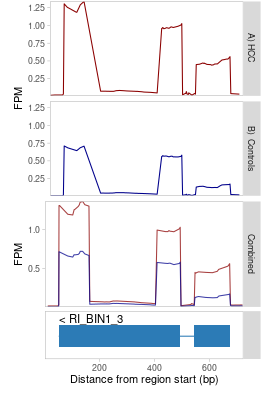 1.25
1.00
0.75
0.50
0.25
FPM
A) HCC
1.25
1.00
0.75
0.50
0.25
B) Controls
1.0
0.5
FPM
Combined
< RI_BIN1_3
200
400
600
Distance from region start (bp)